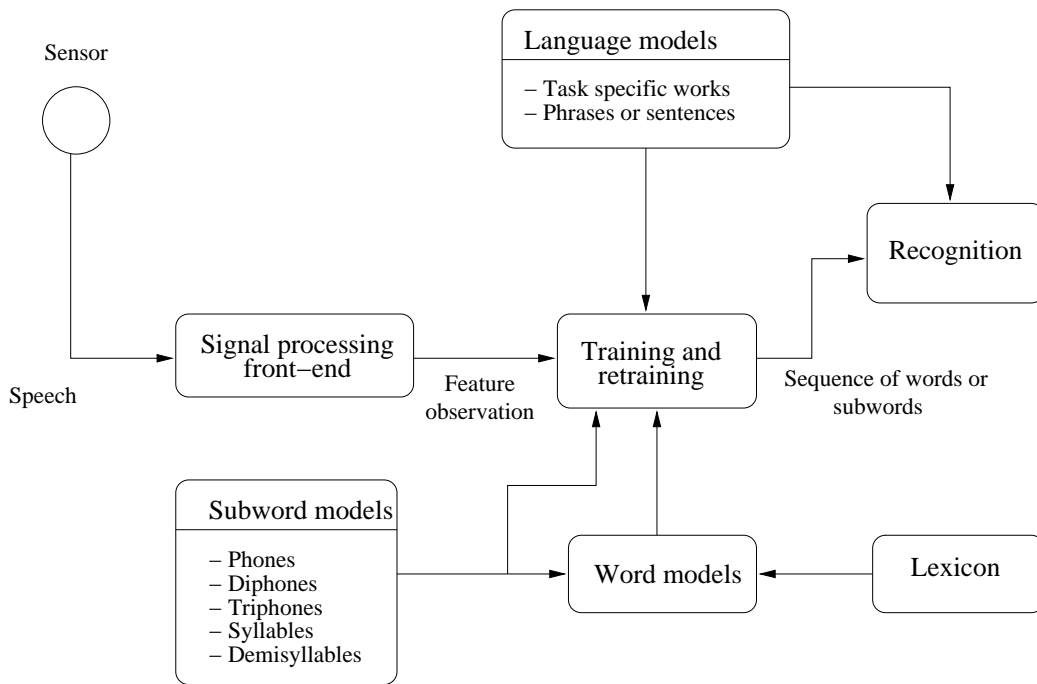 Sensor
Language models
– Task specific works
– Phrases or sentences
Recognition
Signal processing
front–end
Training and
retraining
Speech
Feature
observation
Sequence of words or
subwords
Subword models
– Phones
– Diphones
– Triphones
– Syllables
– Demisyllables
Word models
Lexicon